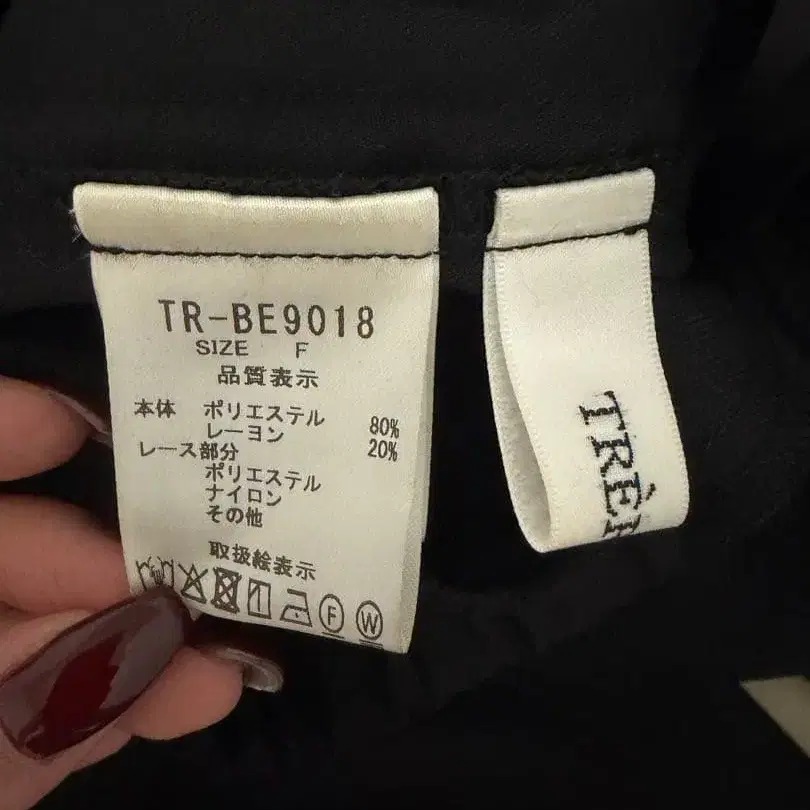 TR-BE9018
SIZE F
品質表示
本体 ポリエステル 80%
レーヨン 20%
レース部分
ポリエステル
ナイロン
その他
取扱絵表示
F W